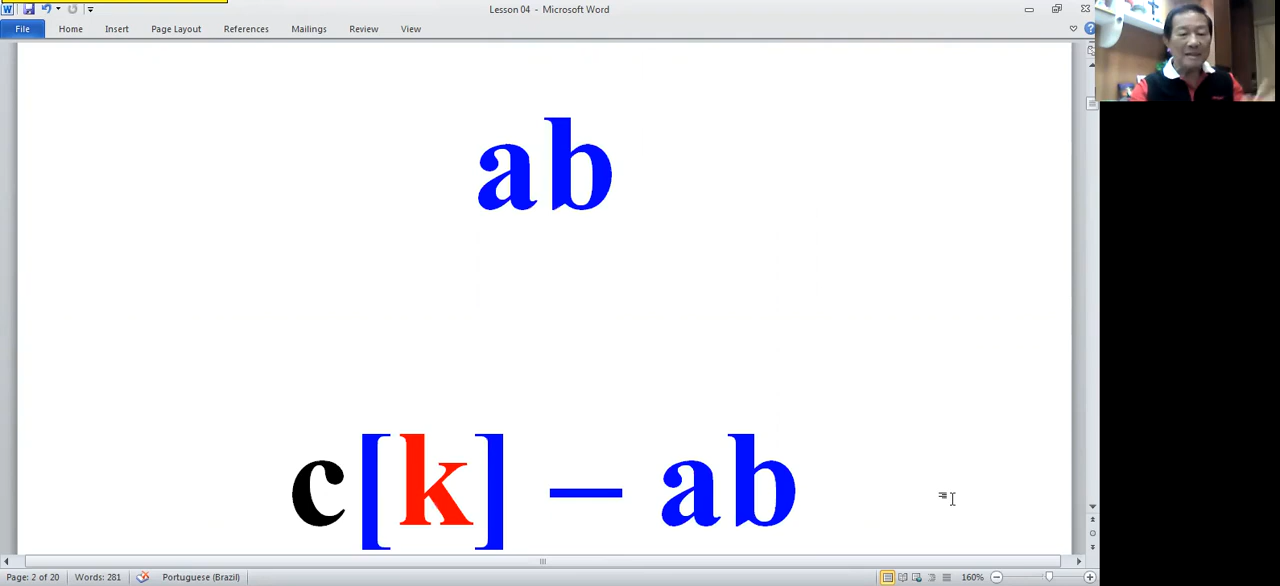 Lesson 04 - Microsoft Word
File Home Insert Page Layout References Mailings Review View
ab
c[k] – ab
Page: 2 of 20 Words: 281 Portuguese (Brazil) 160%